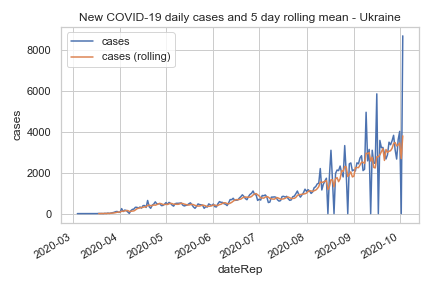 New COVID-19 daily cases and 5 day rolling mean - Ukraine
cases
cases (rolling)
8000
6000
4000
2000
0
cases
2020-03
2020-04
2020-05
2020-06
2020-07
2020-08
2020-09
2020-10
dateRep